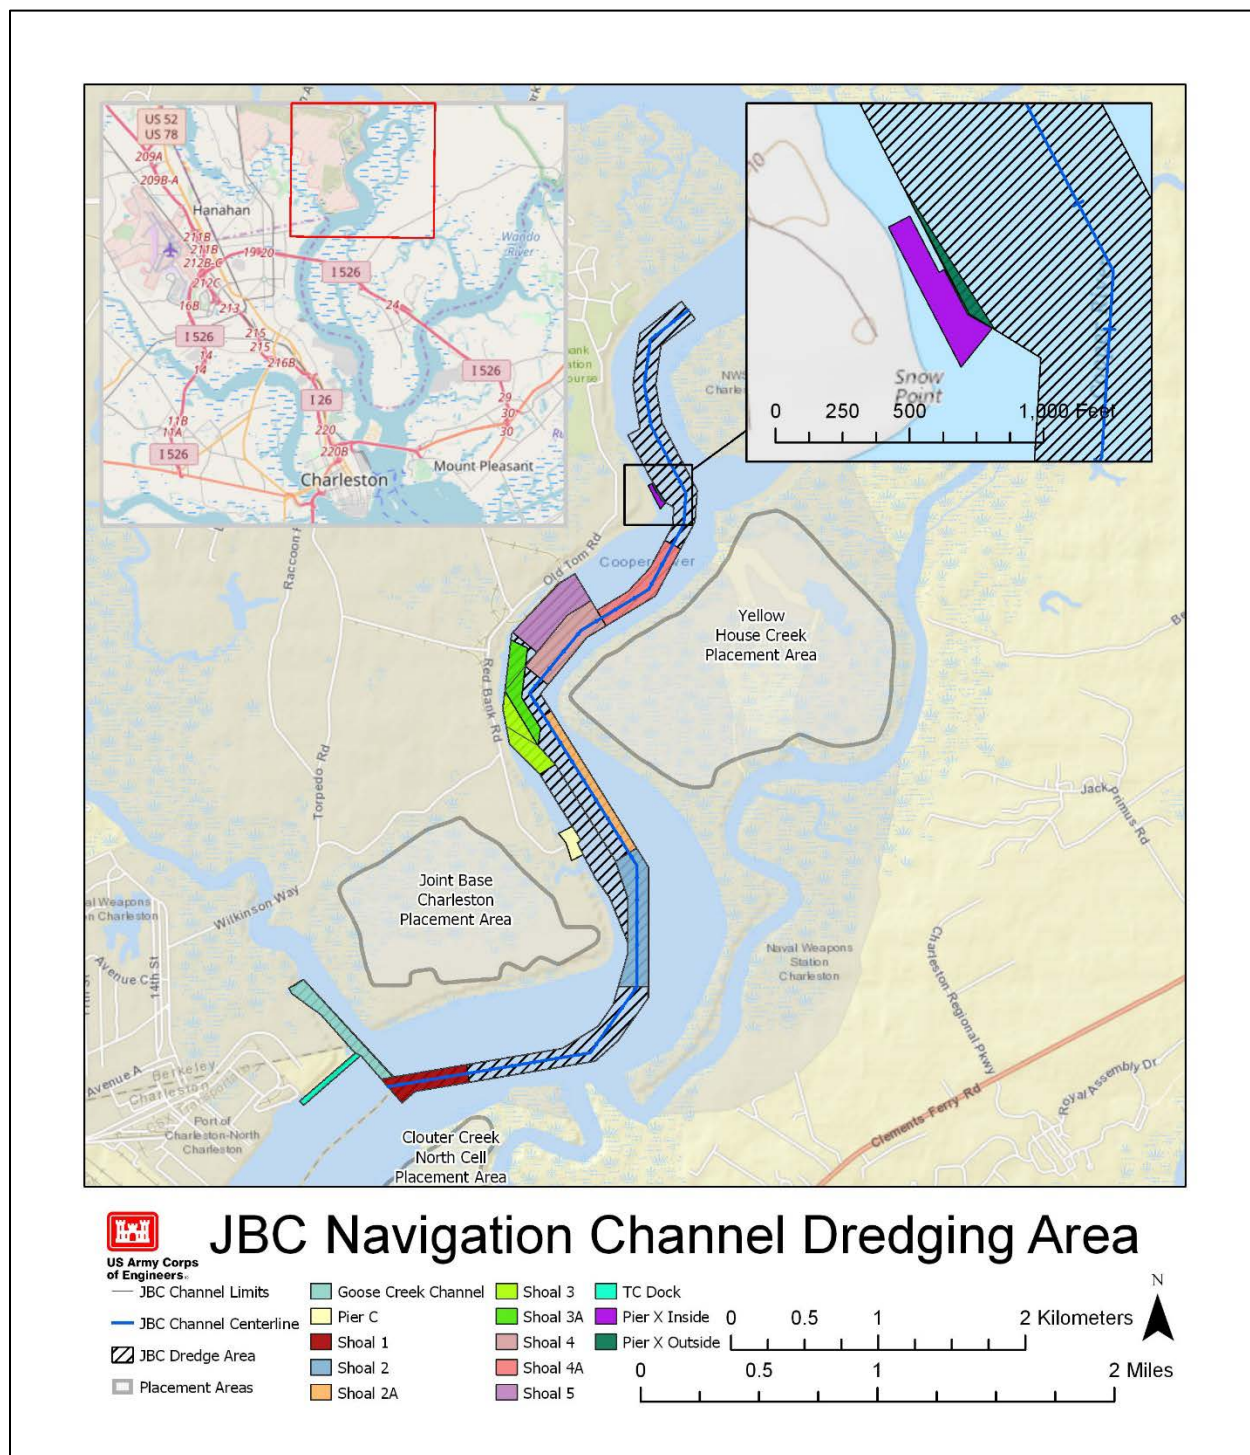 US 52
US 78
209A
209B-A
Hanahan
211B
211B
212B-C
212C
16B
213
19-20
I 526
24
Wando
River
I 526
14
14
215
215
216B
I 26
I 526
29
30
30
11B
11A
I 526
220
220B
Charleston
Mount Pleasant
10
Snow
Point
0 250 500 1,000 Feet
Old Tom Rd
Red Bank Rd
Torpedo Rd
Wilkinson Way
Yellow
House Creek
Placement Area
Joint Base
Charleston
Placement Area
Jack Primus Rd
Naval Weapons
Station
Charleston
Charleston Regional Pkwy
Clements Ferry Rd
Royal Assembly Dr
14th St
Avenue C
Avenue A
Berkeley
Charleston
Port of
Charleston-North
Charleston
Clouter Creek
North Cell
Placement Area
US Army Corps
of Engineers®
JBC Navigation Channel Dredging Area
JBC Channel Limits
JBC Channel Centerline
JBC Dredge Area
Placement Areas
Goose Creek Channel
Pier C
Shoal 1
Shoal 2
Shoal 2A
Shoal 3
Shoal 3A
Shoal 4
Shoal 4A
Shoal 5
TC Dock
Pier X Inside
Pier X Outside
0 0.5 1 2 Kilometers
0 0.5 1 2 Miles
N